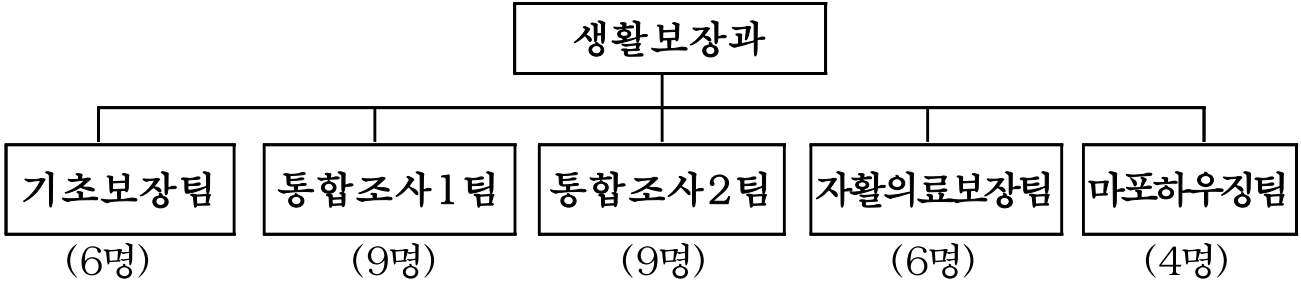 생활보장과
기초보장팀 통합조사1팀 통합조사2팀 자활의료보장팀 마포하우징팀
(6명) (9명) (9명) (6명) (4명)